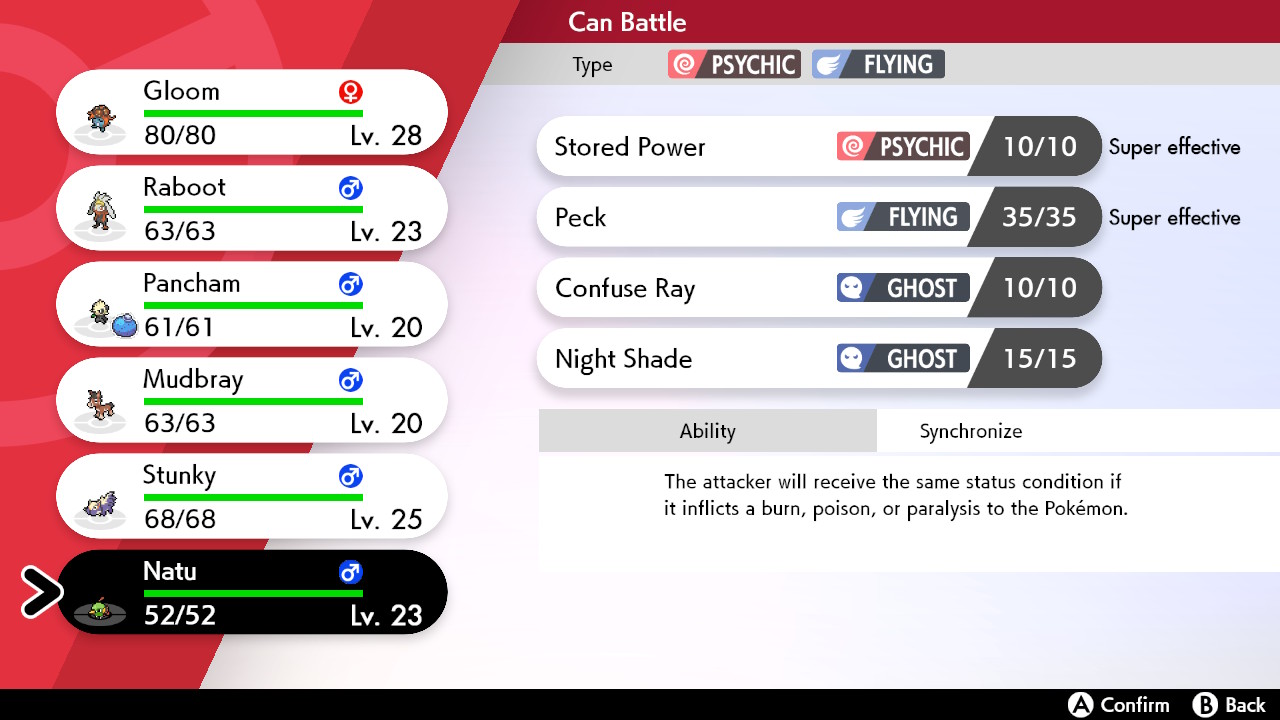 Can Battle
Type PSYCHIC FLYING
Gloom ♀
80/80 Lv. 28
Raboot ♂
63/63 Lv. 23
Pancham ♂
61/61 Lv. 20
Mudbray ♂
63/63 Lv. 20
Stunky ♂
68/68 Lv. 25
Natu ♂
52/52 Lv. 23
Stored Power PSYCHIC 10/10 Super effective
Peck FLYING 35/35 Super effective
Confuse Ray GHOST 10/10
Night Shade GHOST 15/15
Ability Synchronize
The attacker will receive the same status condition if
it inflicts a burn, poison, or paralysis to the Pokémon.
A Confirm B Back